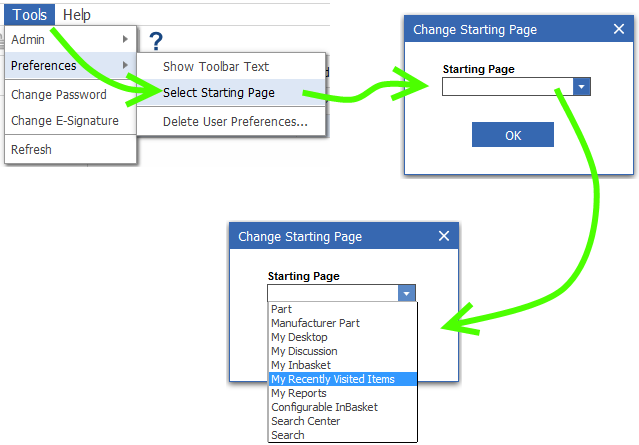 Tools Help
Admin
Preferences
Change Password
Change E-Signature
Refresh
?
Show Toolbar Text
Select Starting Page
Delete User Preferences...
Change Starting Page
Starting Page
OK
Change Starting Page
Starting Page
Part
Manufacturer Part
My Desktop
My Discussion
My Inbasket
My Recently Visited Items
My Reports
Configurable InBasket
Search Center
Search